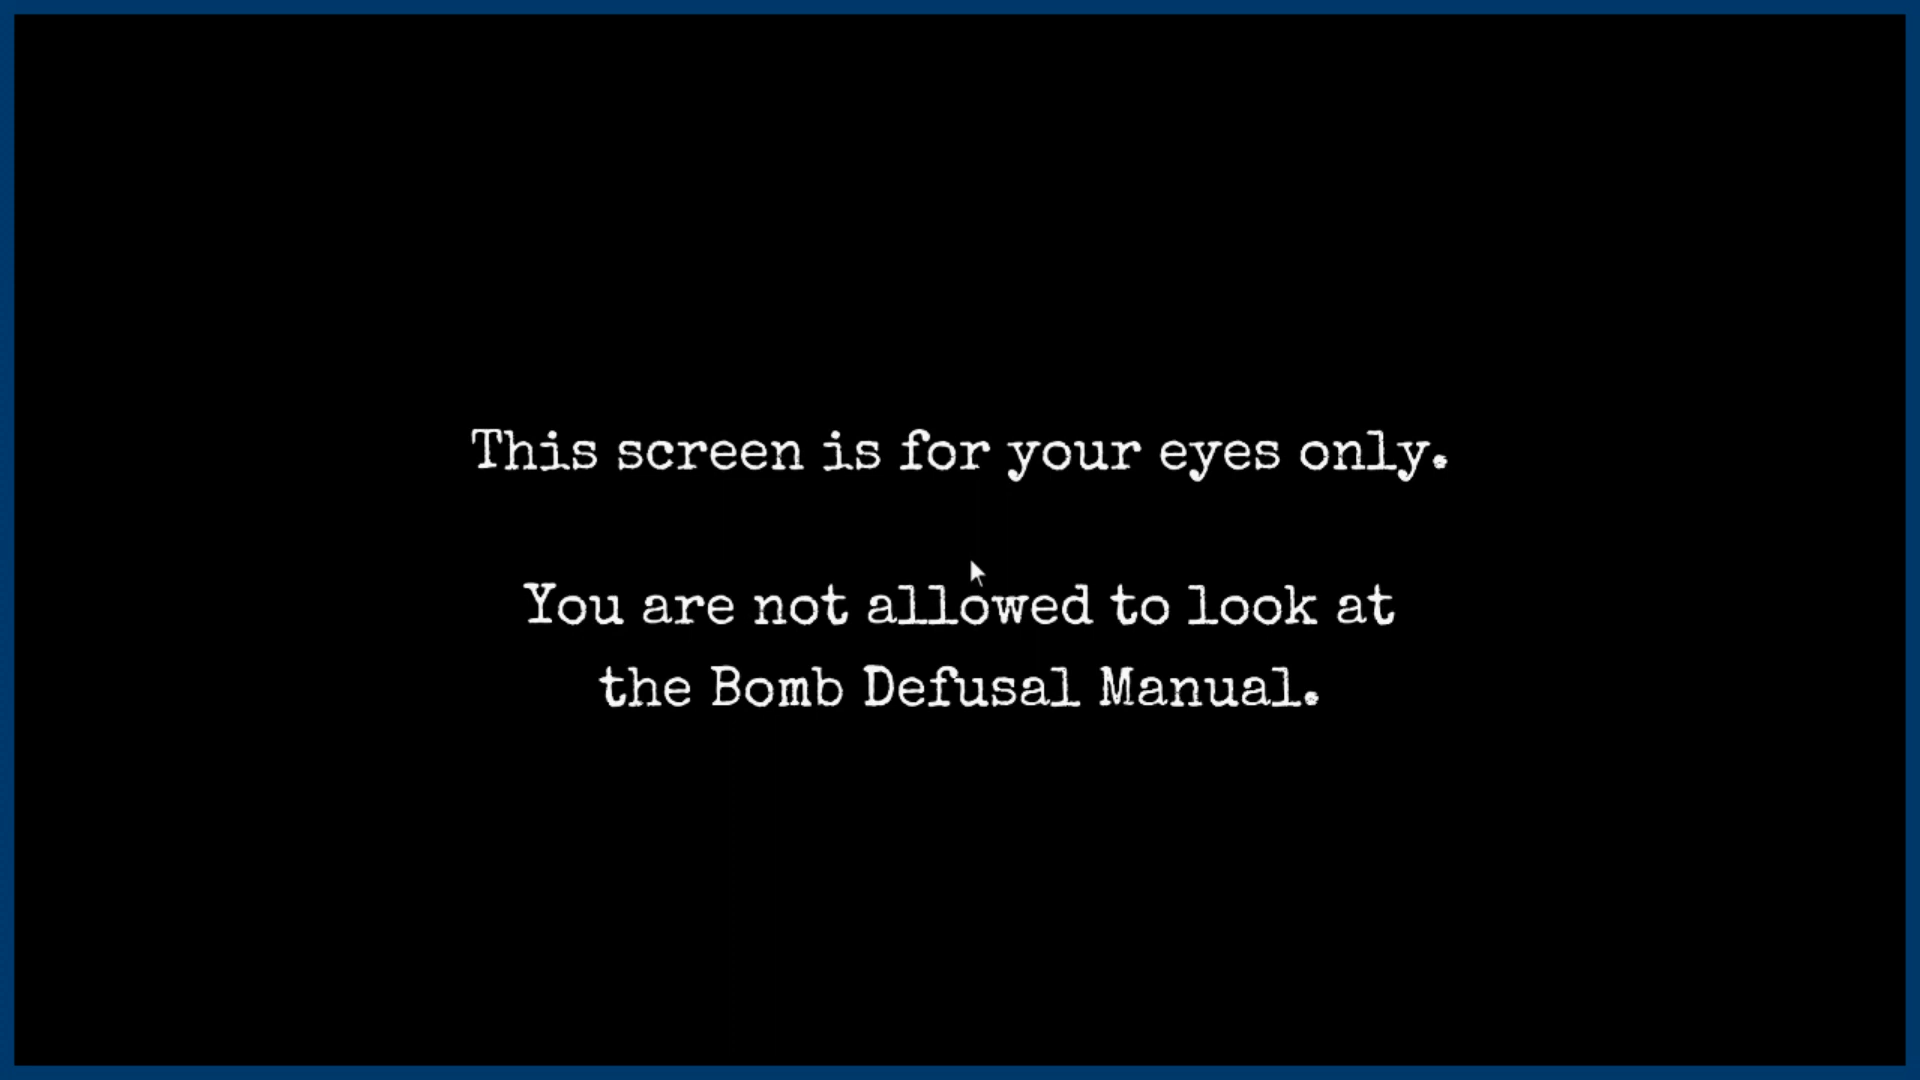 This screen is for your eyes only.
You are not allowed to look at
the Bomb Defusal Manual.